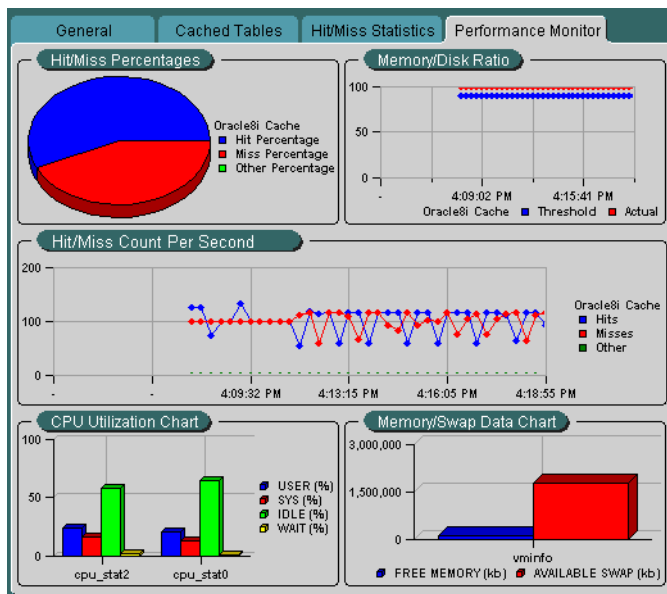 General Cached Tables Hit/Miss Statistics Performance Monitor
Hit/Miss Percentages
Oracle8i Cache
Hit Percentage
Miss Percentage
Other Percentage
Memory/Disk Ratio
100
50
0
- 4:09:02 PM 4:15:41 PM
Oracle8i Cache Threshold Actual
Hit/Miss Count Per Second
200
100
0
- - 4:09:32 PM 4:13:15 PM 4:16:05 PM 4:18:55 PM
Oracle8i Cache
Hits
Misses
Other
CPU Utilization Chart
100
50
0
cpu_stat2 cpu_stat0
USER (%)
SYS (%)
IDLE (%)
WAIT (%)
Memory/Swap Data Chart
3,000,000
1,500,000
0
vminfo
FREE MEMORY (kb) AVAILABLE SWAP (kb)